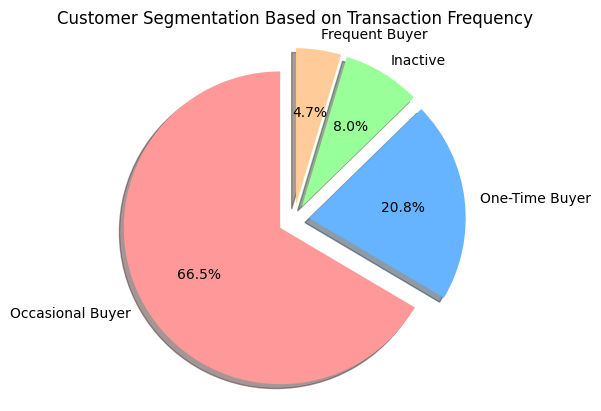 Customer Segmentation Based on Transaction Frequency
Frequent Buyer
Inactive
4.7%
8.0%
One-Time Buyer
20.8%
66.5%
Occasional Buyer